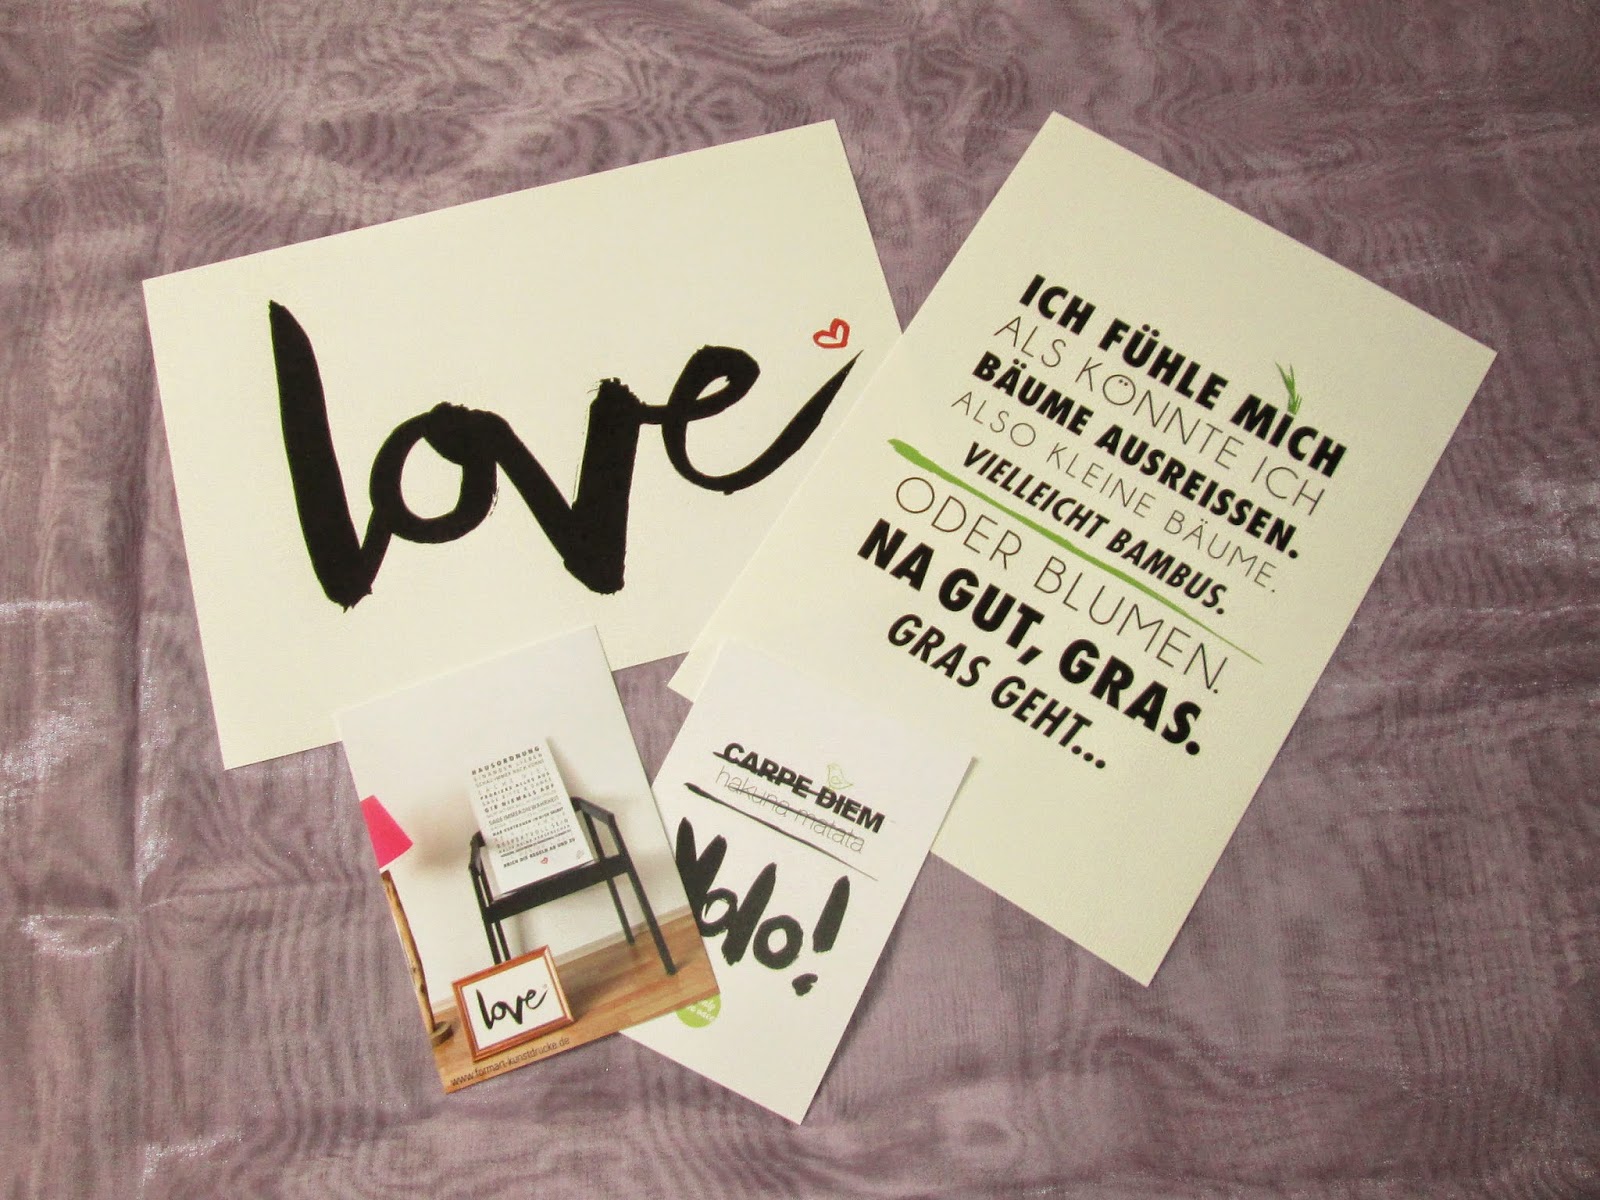 love
ICH FÜHLE MICH
ALS KÖNNTE ICH
BÄUME AUSREISSEN.
ALSO KLEINE BÄUME.
VIELLEICHT BAMBUS.
ODER BLUMEN.
NA GUT, GRAS.
GRAS GEHT...
HAUSORDNUNG
love
www.formart-kunstdrucke.de
CARPE DIEM
hakuna matata
Yolo!